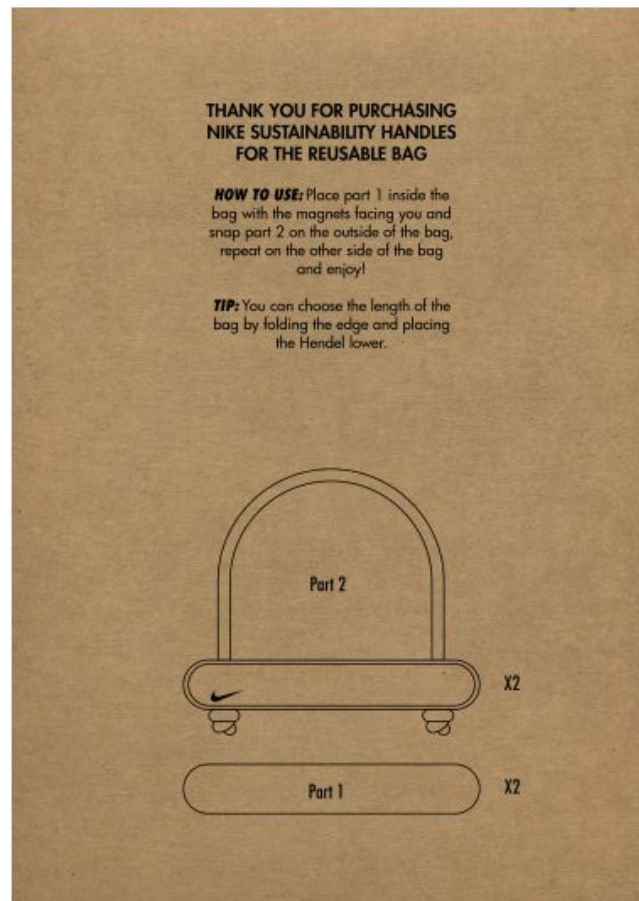 THANK YOU FOR PURCHASING
NIKE SUSTAINABILITY HANDLES
FOR THE REUSABLE BAG
HOW TO USE: Place part 1 inside the
bag with the magnets facing you and
snap part 2 on the outside of the bag,
repeat on the other side of the bag
and enjoy!
TIP: You can choose the length of the
bag by folding the edge and placing
the Hendel lower.
Part 2
X2
Part 1
X2